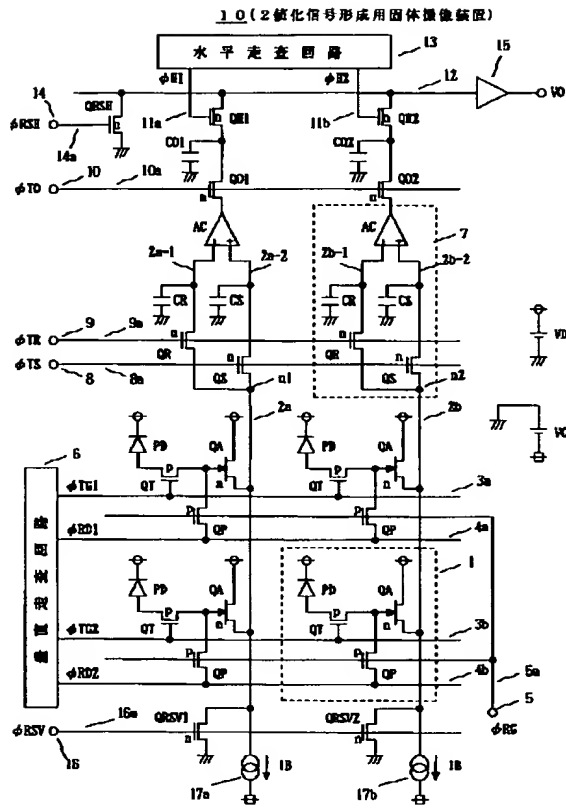 10(2値化信号形成用固体撮像装置)
水平走査回路
13
15
φH1
φH2
12
VO
14
QRSH
φRSH
11a
QH1
11b
QH2
14a
CD1
CD2
φTD
10
10a
QD1
QD2
n
n
AC
AC
7
2a-1
2a-2
2b-1
2b-2
CR
CS
CR
CS
VD
φTR
9
9a
n
QR
n
QR
φTS
8
8a
n
QS
n1
n
QS
n2
2a
2b
VC
6
PD
QA
PD
QA
φTG1
QT
P
n
QT
P
n
3a
P
QP
P
QP
4a
φRD1
垂直走査回路
PD
QA
PD
QA
1
φTG2
QT
P
n
QT
P
n
3b
P
QP
P
QP
4b
φRD2
5a
5
φRG
16a
QRSV1
QRSV2
φRSV
16
n
n
17a
IB
17b
IB